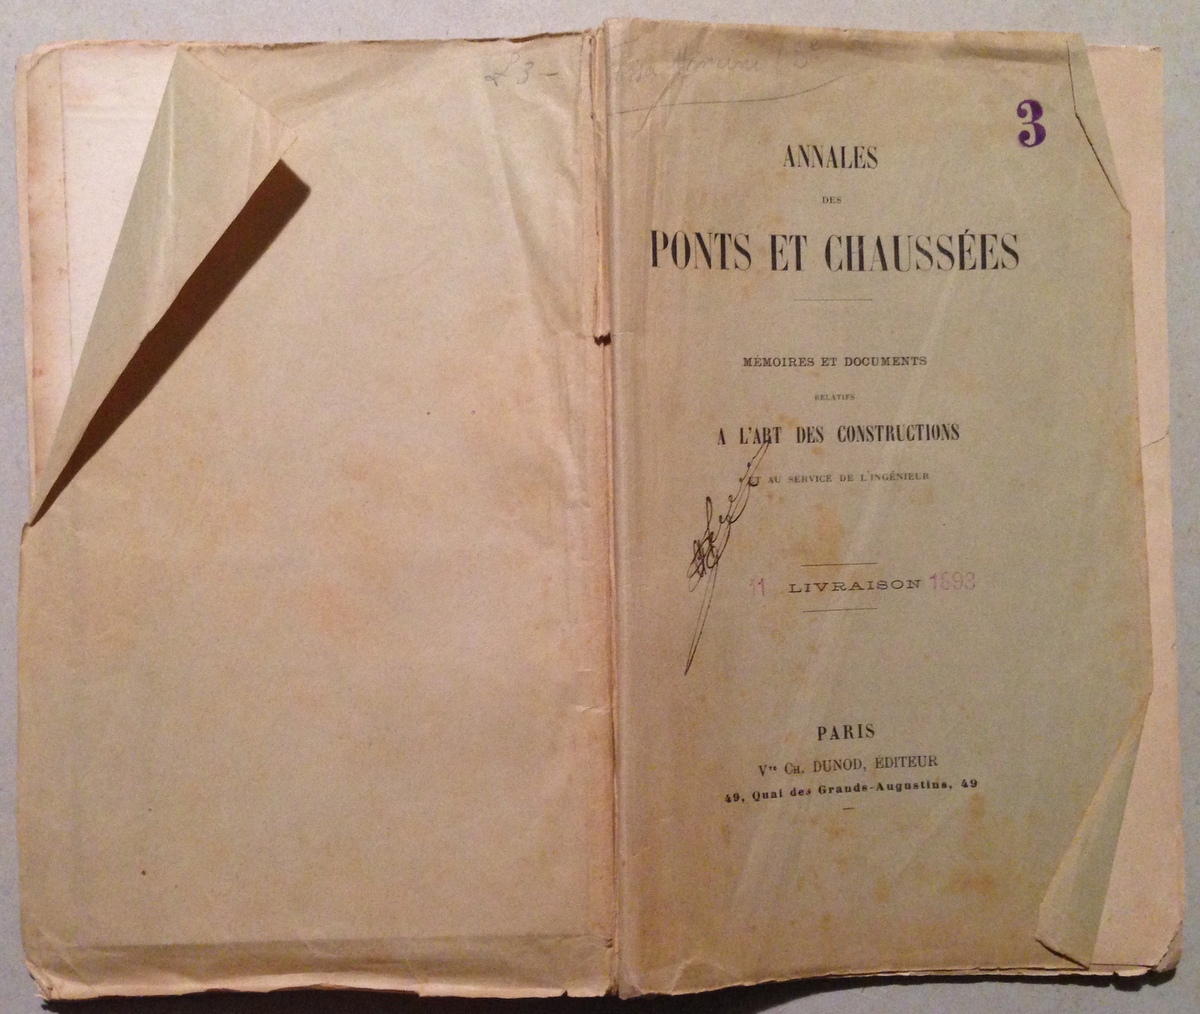 £3 -
3
ANNALES
DES
PONTS ET CHAUSSÉES
MÉMOIRES ET DOCUMENTS
RELATIFS
A L'ART DES CONSTRUCTIONS
ET AU SERVICE DE L'INGÉNIEUR
11 LIVRAISON 1893
PARIS
Vve CH. DUNOD, ÉDITEUR
49, Quai des Grands-Augustins, 49